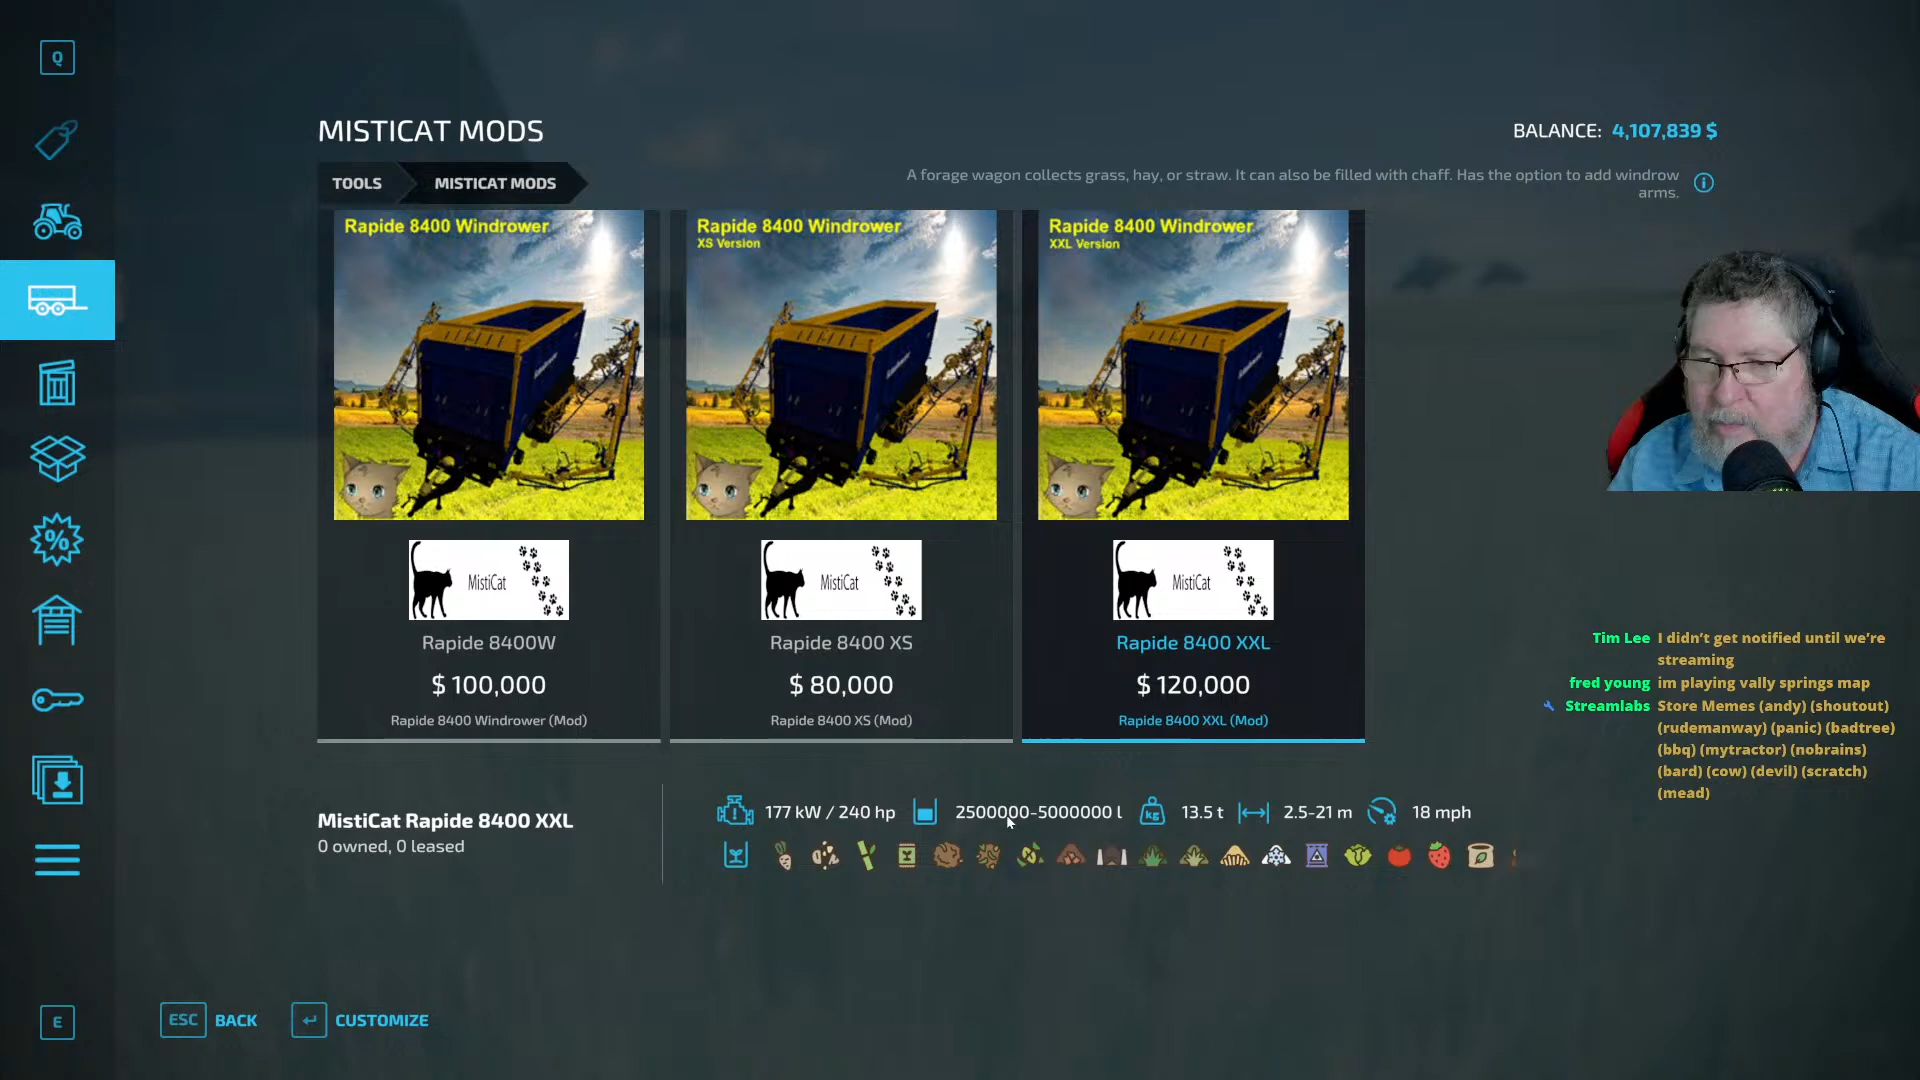 Q
MISTICAT MODS
BALANCE: 4,107,839 $
TOOLS
MISTICAT MODS
A forage wagon collects grass, hay, or straw. It can also be filled with chaff. Has the option to add windrow
arms.
Rapide 8400 Windrower
Rapide 8400 Windrower
XS Version
Rapide 8400 Windrower
XXL Version
MistiCat
MistiCat
MistiCat
Rapide 8400W
Rapide 8400 XS
Rapide 8400 XXL
$ 100,000
$ 80,000
$ 120,000
Rapide 8400 Windrower (Mod)
Rapide 8400 XS (Mod)
Rapide 8400 XXL (Mod)
Tim Lee I didn't get notified until we're
streaming
fred young im playing vally springs map
Streamlabs Store Memes (andy) (shoutout)
(rudemanway) (panic) (badtree)
(bbq) (mytractor) (nobrains)
(bard) (cow) (devil) (scratch)
(mead)
MistiCat Rapide 8400 XXL
0 owned, 0 leased
177 kW / 240 hp
2500000-5000000 l
kg
13.5 t
2.5-21 m
18 mph
E
ESC BACK
CUSTOMIZE